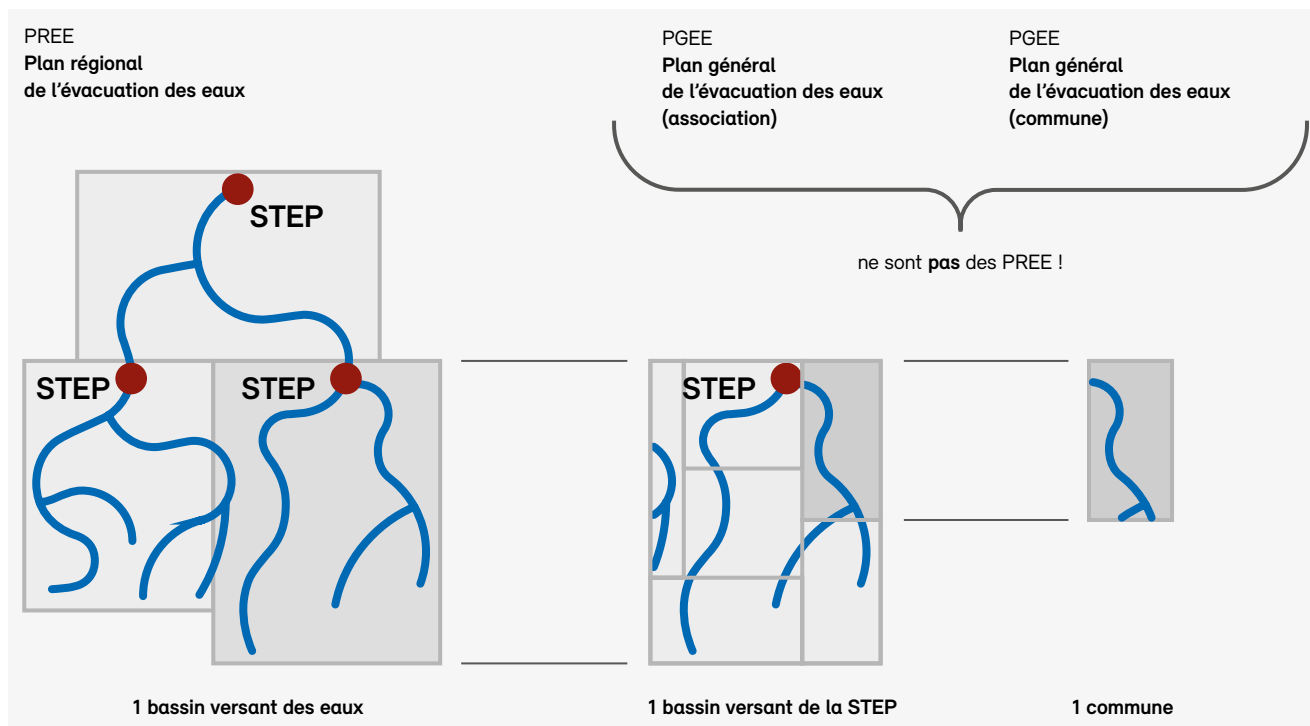 PREE
Plan régional
de l'évacuation des eaux
PGEE
Plan général
de l'évacuation des eaux
(association)
PGEE
Plan général
de l'évacuation des eaux
(commune)
ne sont pas des PREE !
STEP
STEP
STEP
STEP
1 bassin versant des eaux
1 bassin versant de la STEP
1 commune